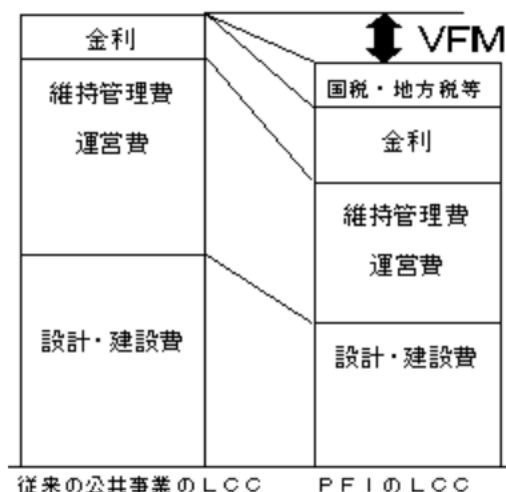 金利
維持管理費
運営費
設計・建設費
従来の公共事業のＬＣＣ
ＶＦＭ
国税・地方税等
金利
維持管理費
運営費
設計・建設費
ＰＦＩのＬＣＣ